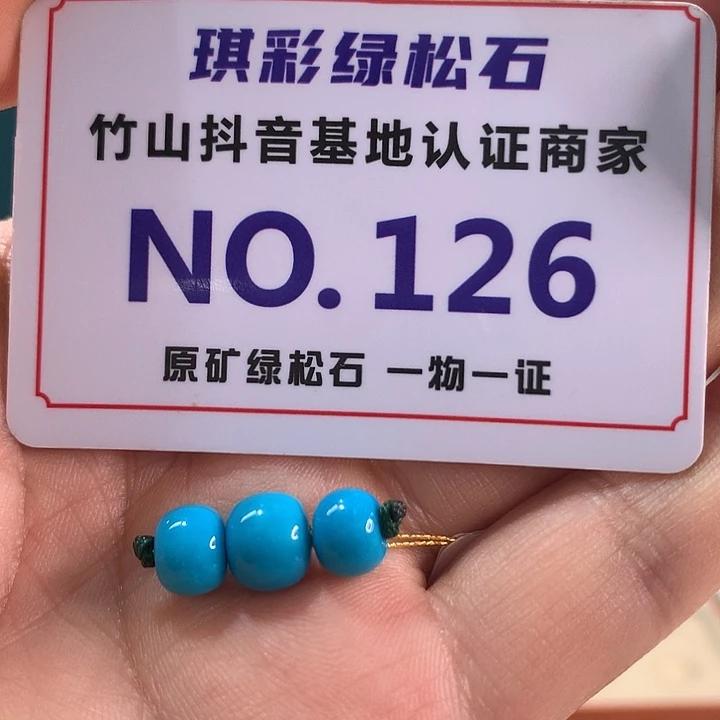 琪彩绿松石
竹山抖音基地认证商家
NO.126
原矿绿松石 一物一证